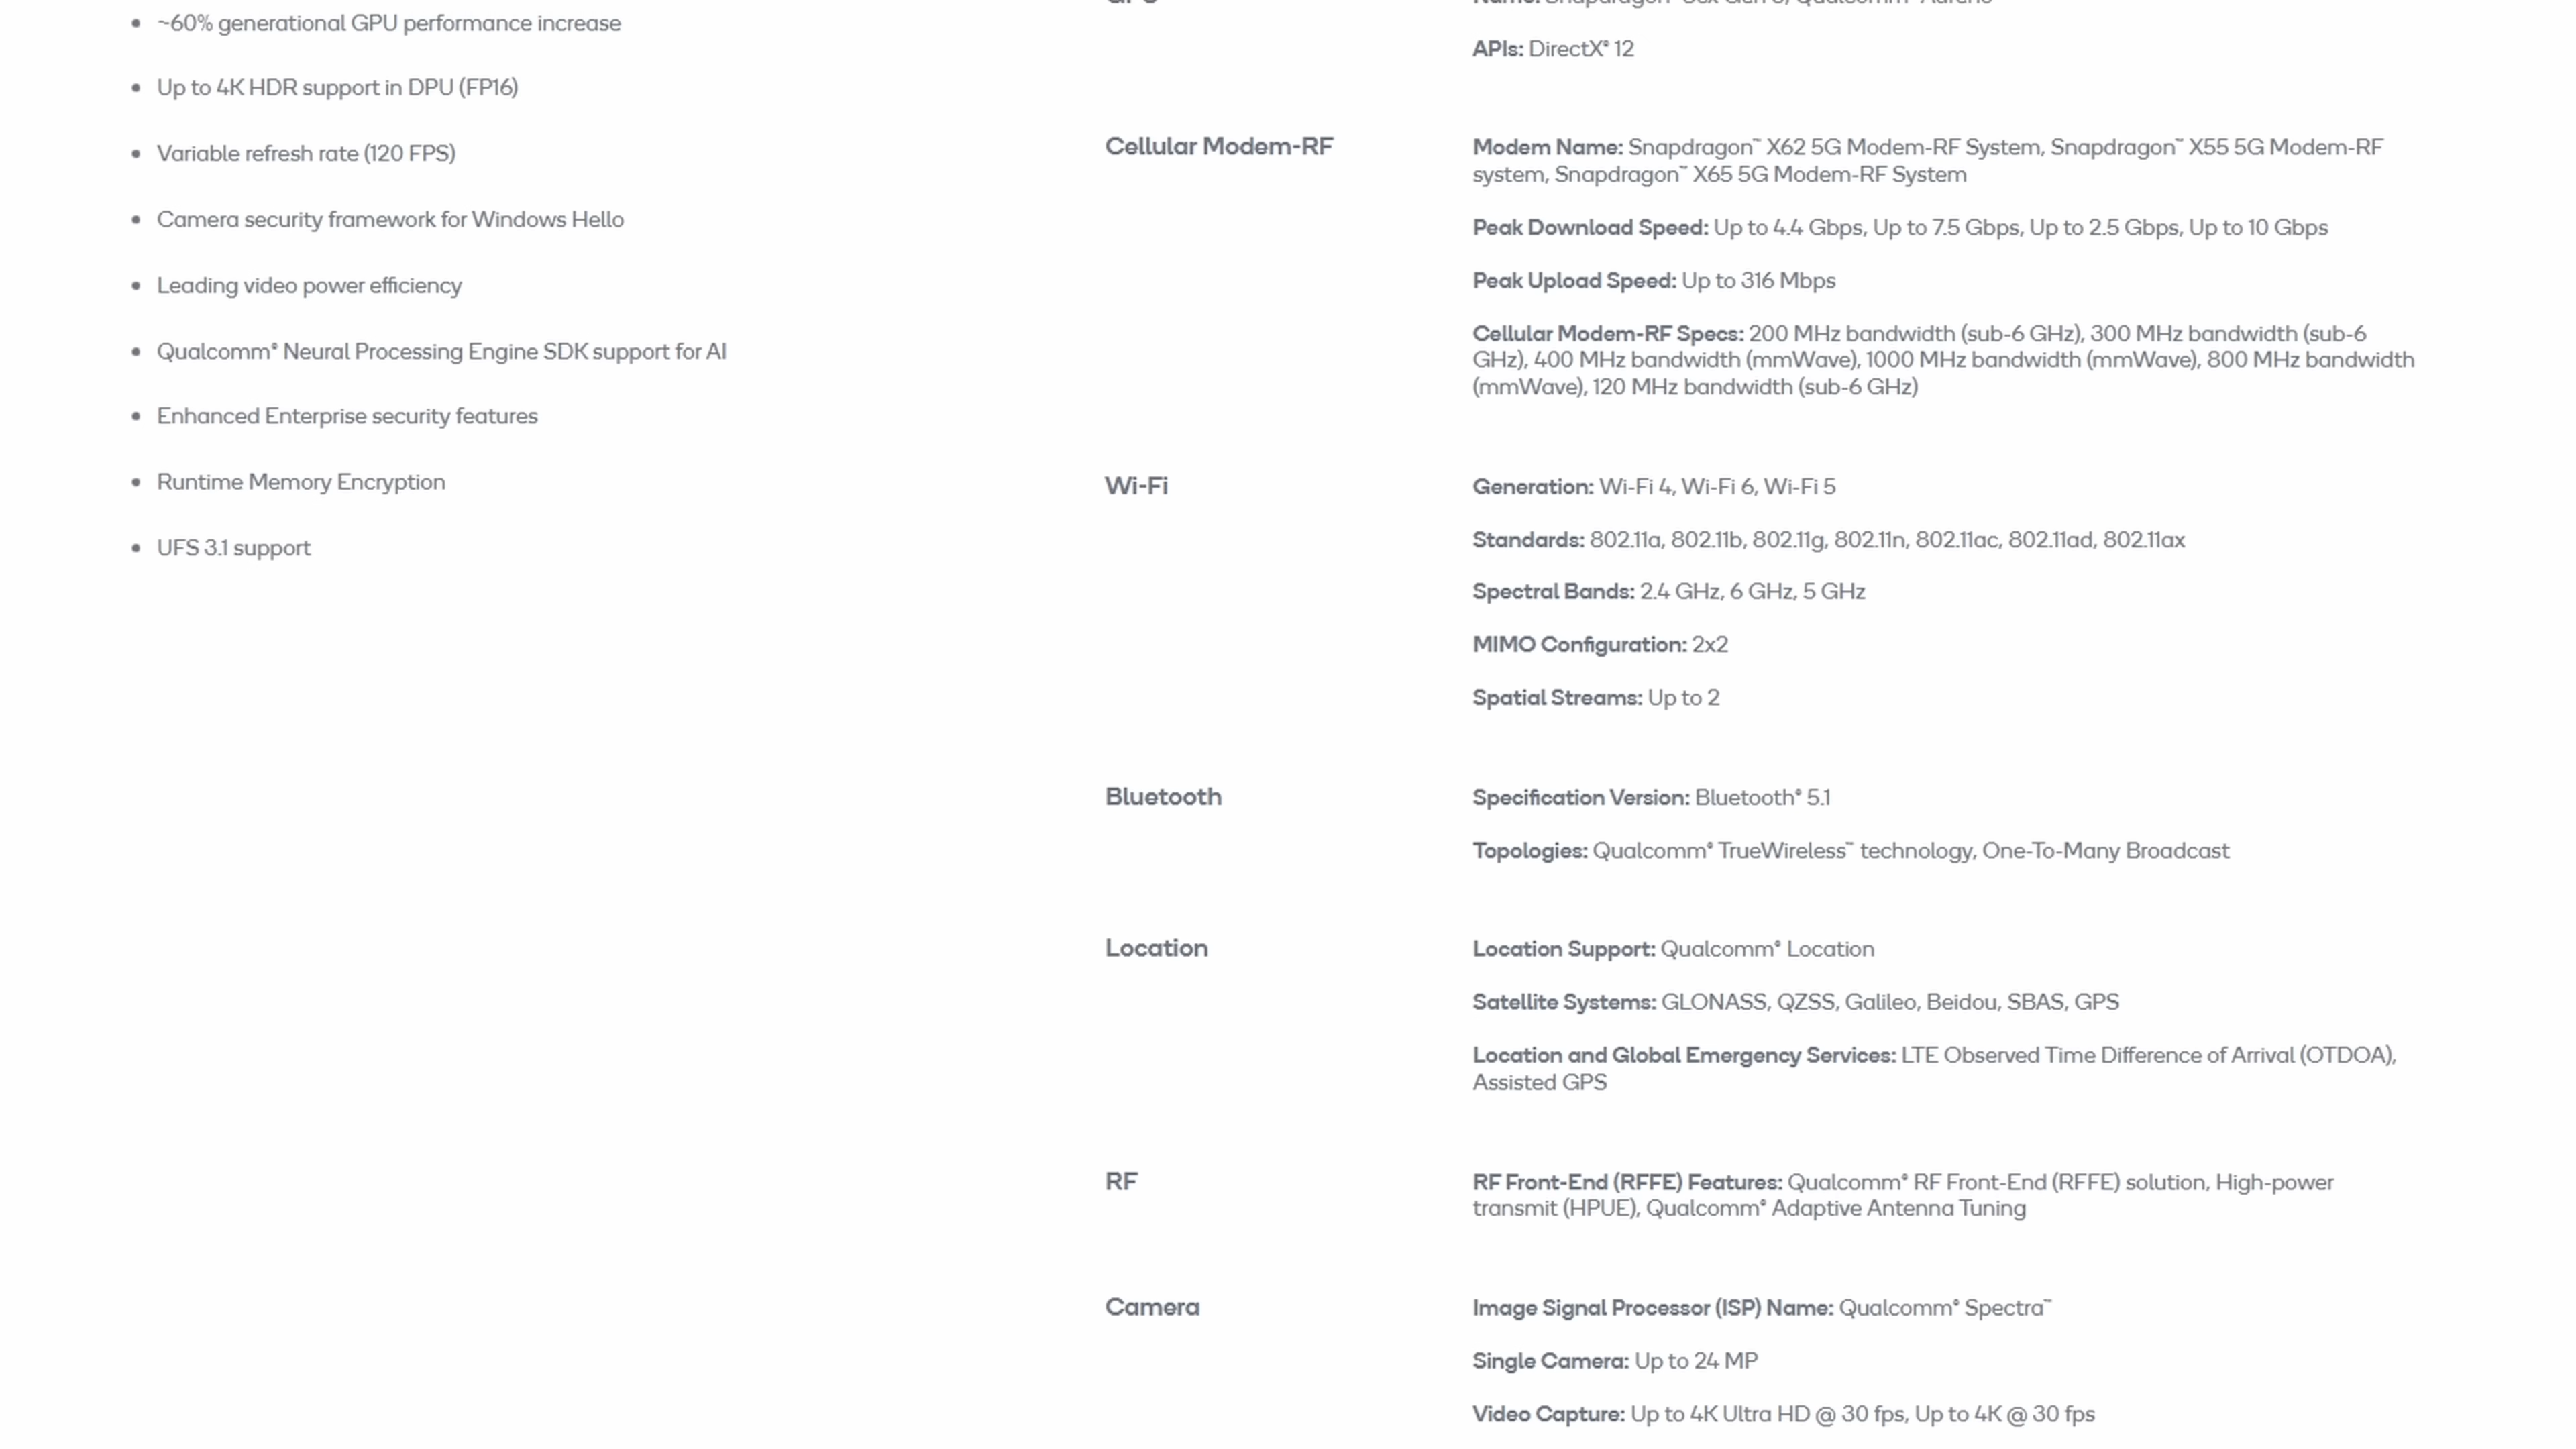 • ~60% generational GPU performance increase
• Up to 4K HDR support in DPU (FP16)
• Variable refresh rate (120 FPS)
• Camera security framework for Windows Hello
• Leading video power efficiency
• Qualcomm® Neural Processing Engine SDK support for AI
• Enhanced Enterprise security features
• Runtime Memory Encryption
• UFS 3.1 support
APIs: DirectX® 12
Cellular Modem-RF
Modem Name: Snapdragon™ X62 5G Modem-RF System, Snapdragon™ X55 5G Modem-RF
system, Snapdragon™ X65 5G Modem-RF System
Peak Download Speed: Up to 4.4 Gbps, Up to 7.5 Gbps, Up to 2.5 Gbps, Up to 10 Gbps
Peak Upload Speed: Up to 316 Mbps
Cellular Modem-RF Specs: 200 MHz bandwidth (sub-6 GHz), 300 MHz bandwidth (sub-6
GHz), 400 MHz bandwidth (mmWave), 1000 MHz bandwidth (mmWave), 800 MHz bandwidth
(mmWave), 120 MHz bandwidth (sub-6 GHz)
Wi-Fi
Generation: Wi-Fi 4, Wi-Fi 6, Wi-Fi 5
Standards: 802.11a, 802.11b, 802.11g, 802.11n, 802.11ac, 802.11ad, 802.11ax
Spectral Bands: 2.4 GHz, 6 GHz, 5 GHz
MIMO Configuration: 2x2
Spatial Streams: Up to 2
Bluetooth
Specification Version: Bluetooth® 5.1
Topologies: Qualcomm® TrueWireless™ technology, One-To-Many Broadcast
Location
Location Support: Qualcomm® Location
Satellite Systems: GLONASS, QZSS, Galileo, Beidou, SBAS, GPS
Location and Global Emergency Services: LTE Observed Time Difference of Arrival (OTDOA),
Assisted GPS
RF
RF Front-End (RFFE) Features: Qualcomm® RF Front-End (RFFE) solution, High-power
transmit (HPUE), Qualcomm® Adaptive Antenna Tuning
Camera
Image Signal Processor (ISP) Name: Qualcomm® Spectra™
Single Camera: Up to 24 MP
Video Capture: Up to 4K Ultra HD @ 30 fps, Up to 4K @ 30 fps